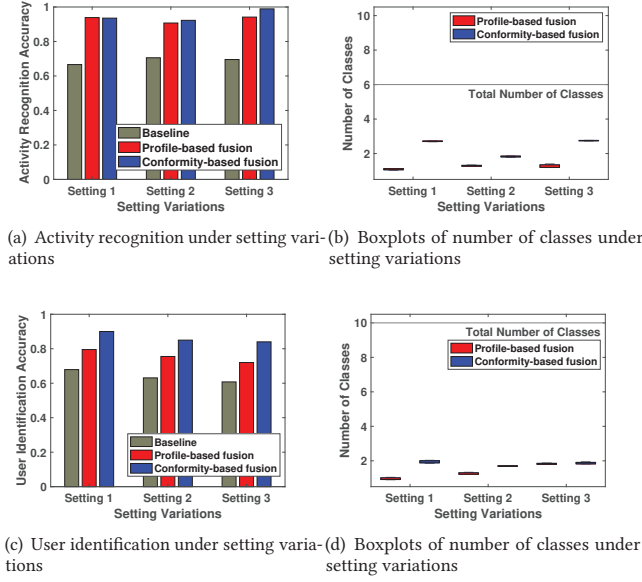 1
0.8
0.6
0.4
0.2
0
Activity Recognition Accuracy
Baseline
Profile-based fusion
Conformity-based fusion
Setting 1 Setting 2 Setting 3
Setting Variations
10
8
6
4
2
Number of Classes
Profile-based fusion
Conformity-based fusion
Total Number of Classes
Setting 1 Setting 2 Setting 3
Setting Variations
(a) Activity recognition under setting vari-
ations
(b) Boxplots of number of classes under
setting variations
1
0.8
0.6
0.4
0.2
0
User Identification Accuracy
Baseline
Profile-based fusion
Conformity-based fusion
Setting 1 Setting 2 Setting 3
Setting Variations
10
8
6
4
2
Number of Classes
Total Number of Classes
Profile-based fusion
Conformity-based fusion
Setting 1 Setting 2 Setting 3
Setting Variations
(c) User identification under setting varia-
tions
(d) Boxplots of number of classes under
setting variations